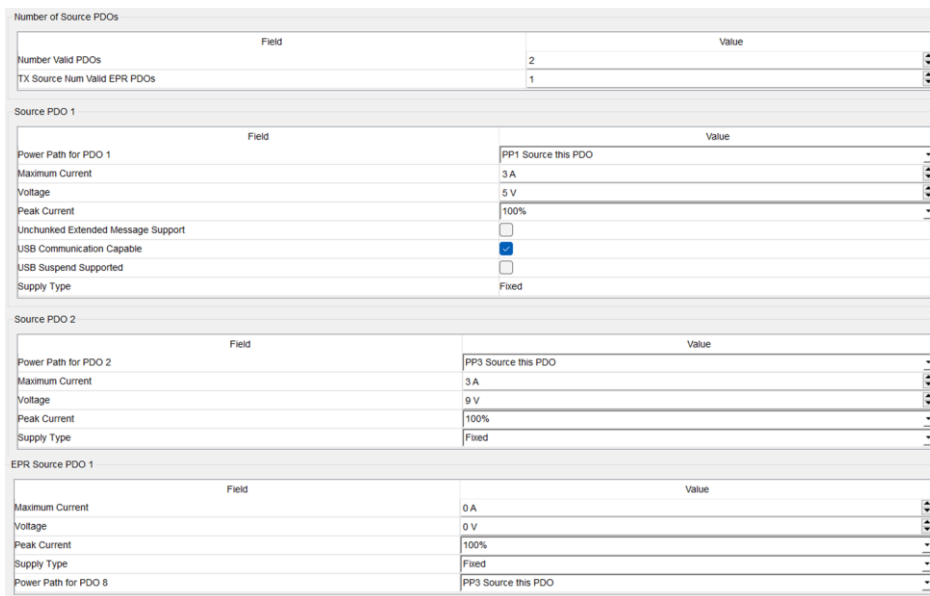 Number of Source PDOs
Field Value
Number Valid PDOs 2
TX Source Num Valid EPR PDOs 1
Source PDO 1
Field Value
Power Path for PDO 1 PP1 Source this PDO
Maximum Current 3 A
Voltage 5 V
Peak Current 100%
Unchunked Extended Message Support
USB Communication Capable
USB Suspend Supported
Supply Type Fixed
Source PDO 2
Field Value
Power Path for PDO 2 PP3 Source this PDO
Maximum Current 3 A
Voltage 9 V
Peak Current 100%
Supply Type Fixed
EPR Source PDO 1
Field Value
Maximum Current 0 A
Voltage 0 V
Peak Current 100%
Supply Type Fixed
Power Path for PDO 8 PP3 Source this PDO